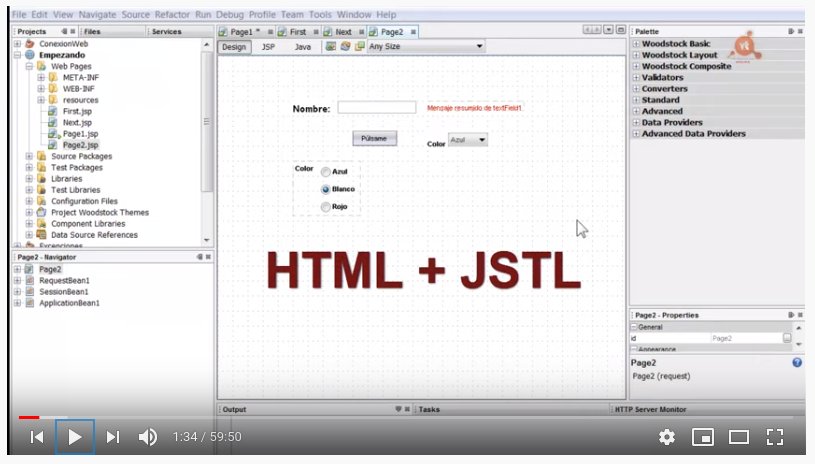 File Edit View Navigate Source Refactor Run Debug Profile Team Tools Window Help
Projects Files Services
ConexionWeb
Empezando
Web Pages
META-INF
WEB-INF
resources
First.jsp
Next.jsp
Page1.jsp
Page2.jsp
Source Packages
Test Packages
Libraries
Test Libraries
Configuration Files
Project Woodstock Themes
Component Libraries
Data Source References
Excepciones
Page2 - Navigator
Page2
RequestBean1
SessionBean1
ApplicationBean1
Page1 * First Next Page2
Design JSP Java Any Size
Nombre: Mensaje resumido de textField1
Púlsame Color Azul
Color Azul
Blanco
Rojo
HTML + JSTL
Output Tasks HTTP Server Monitor
Palette
Woodstock Basic
Woodstock Layout
Woodstock Composite
Validators
Converters
Standard
Advanced
Data Providers
Advanced Data Providers
Page2 - Properties
General
id Page2
Appearance
Page2
Page2 (request)
1:34 / 59:50